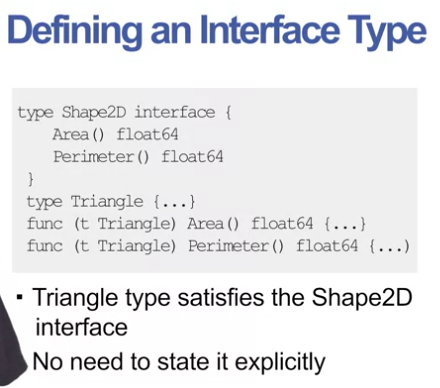 Defining an Interface Type
type Shape2D interface {
Area() float64
Perimeter() float64
}
type Triangle {...}
func (t Triangle) Area() float64 {...}
func (t Triangle) Perimeter() float64 {...)
▪ Triangle type satisfies the Shape2D
interface
No need to state it explicitly